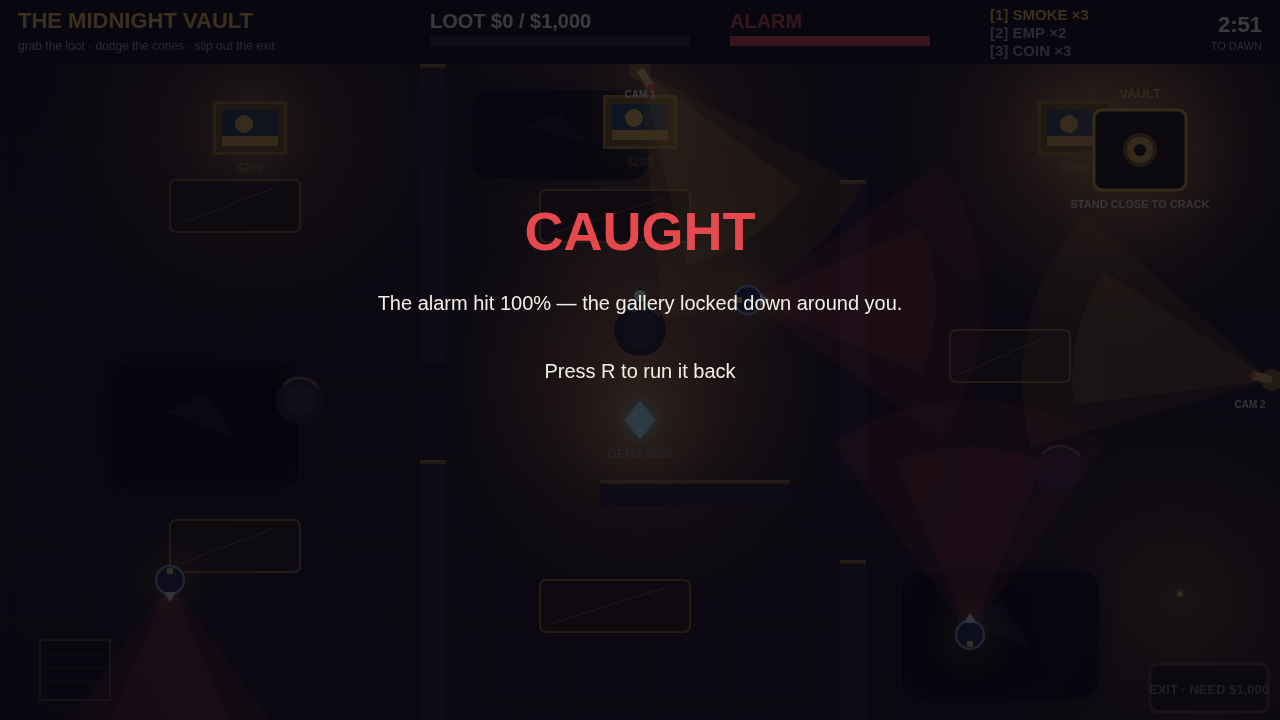 THE MIDNIGHT VAULT
grab the loot · dodge the cones · slip out the exit
LOOT $0 / $1,000
ALARM
[1] SMOKE ×3
[2] EMP ×2
[3] COIN ×3
2:51
TO DAWN
CAM 1
VAULT
$200
$200
STAND CLOSE TO CRACK
CAUGHT
The alarm hit 100% — the gallery locked down around you.
Press R to run it back
CAM 2
GEMS $500
EXIT · NEED $1,000